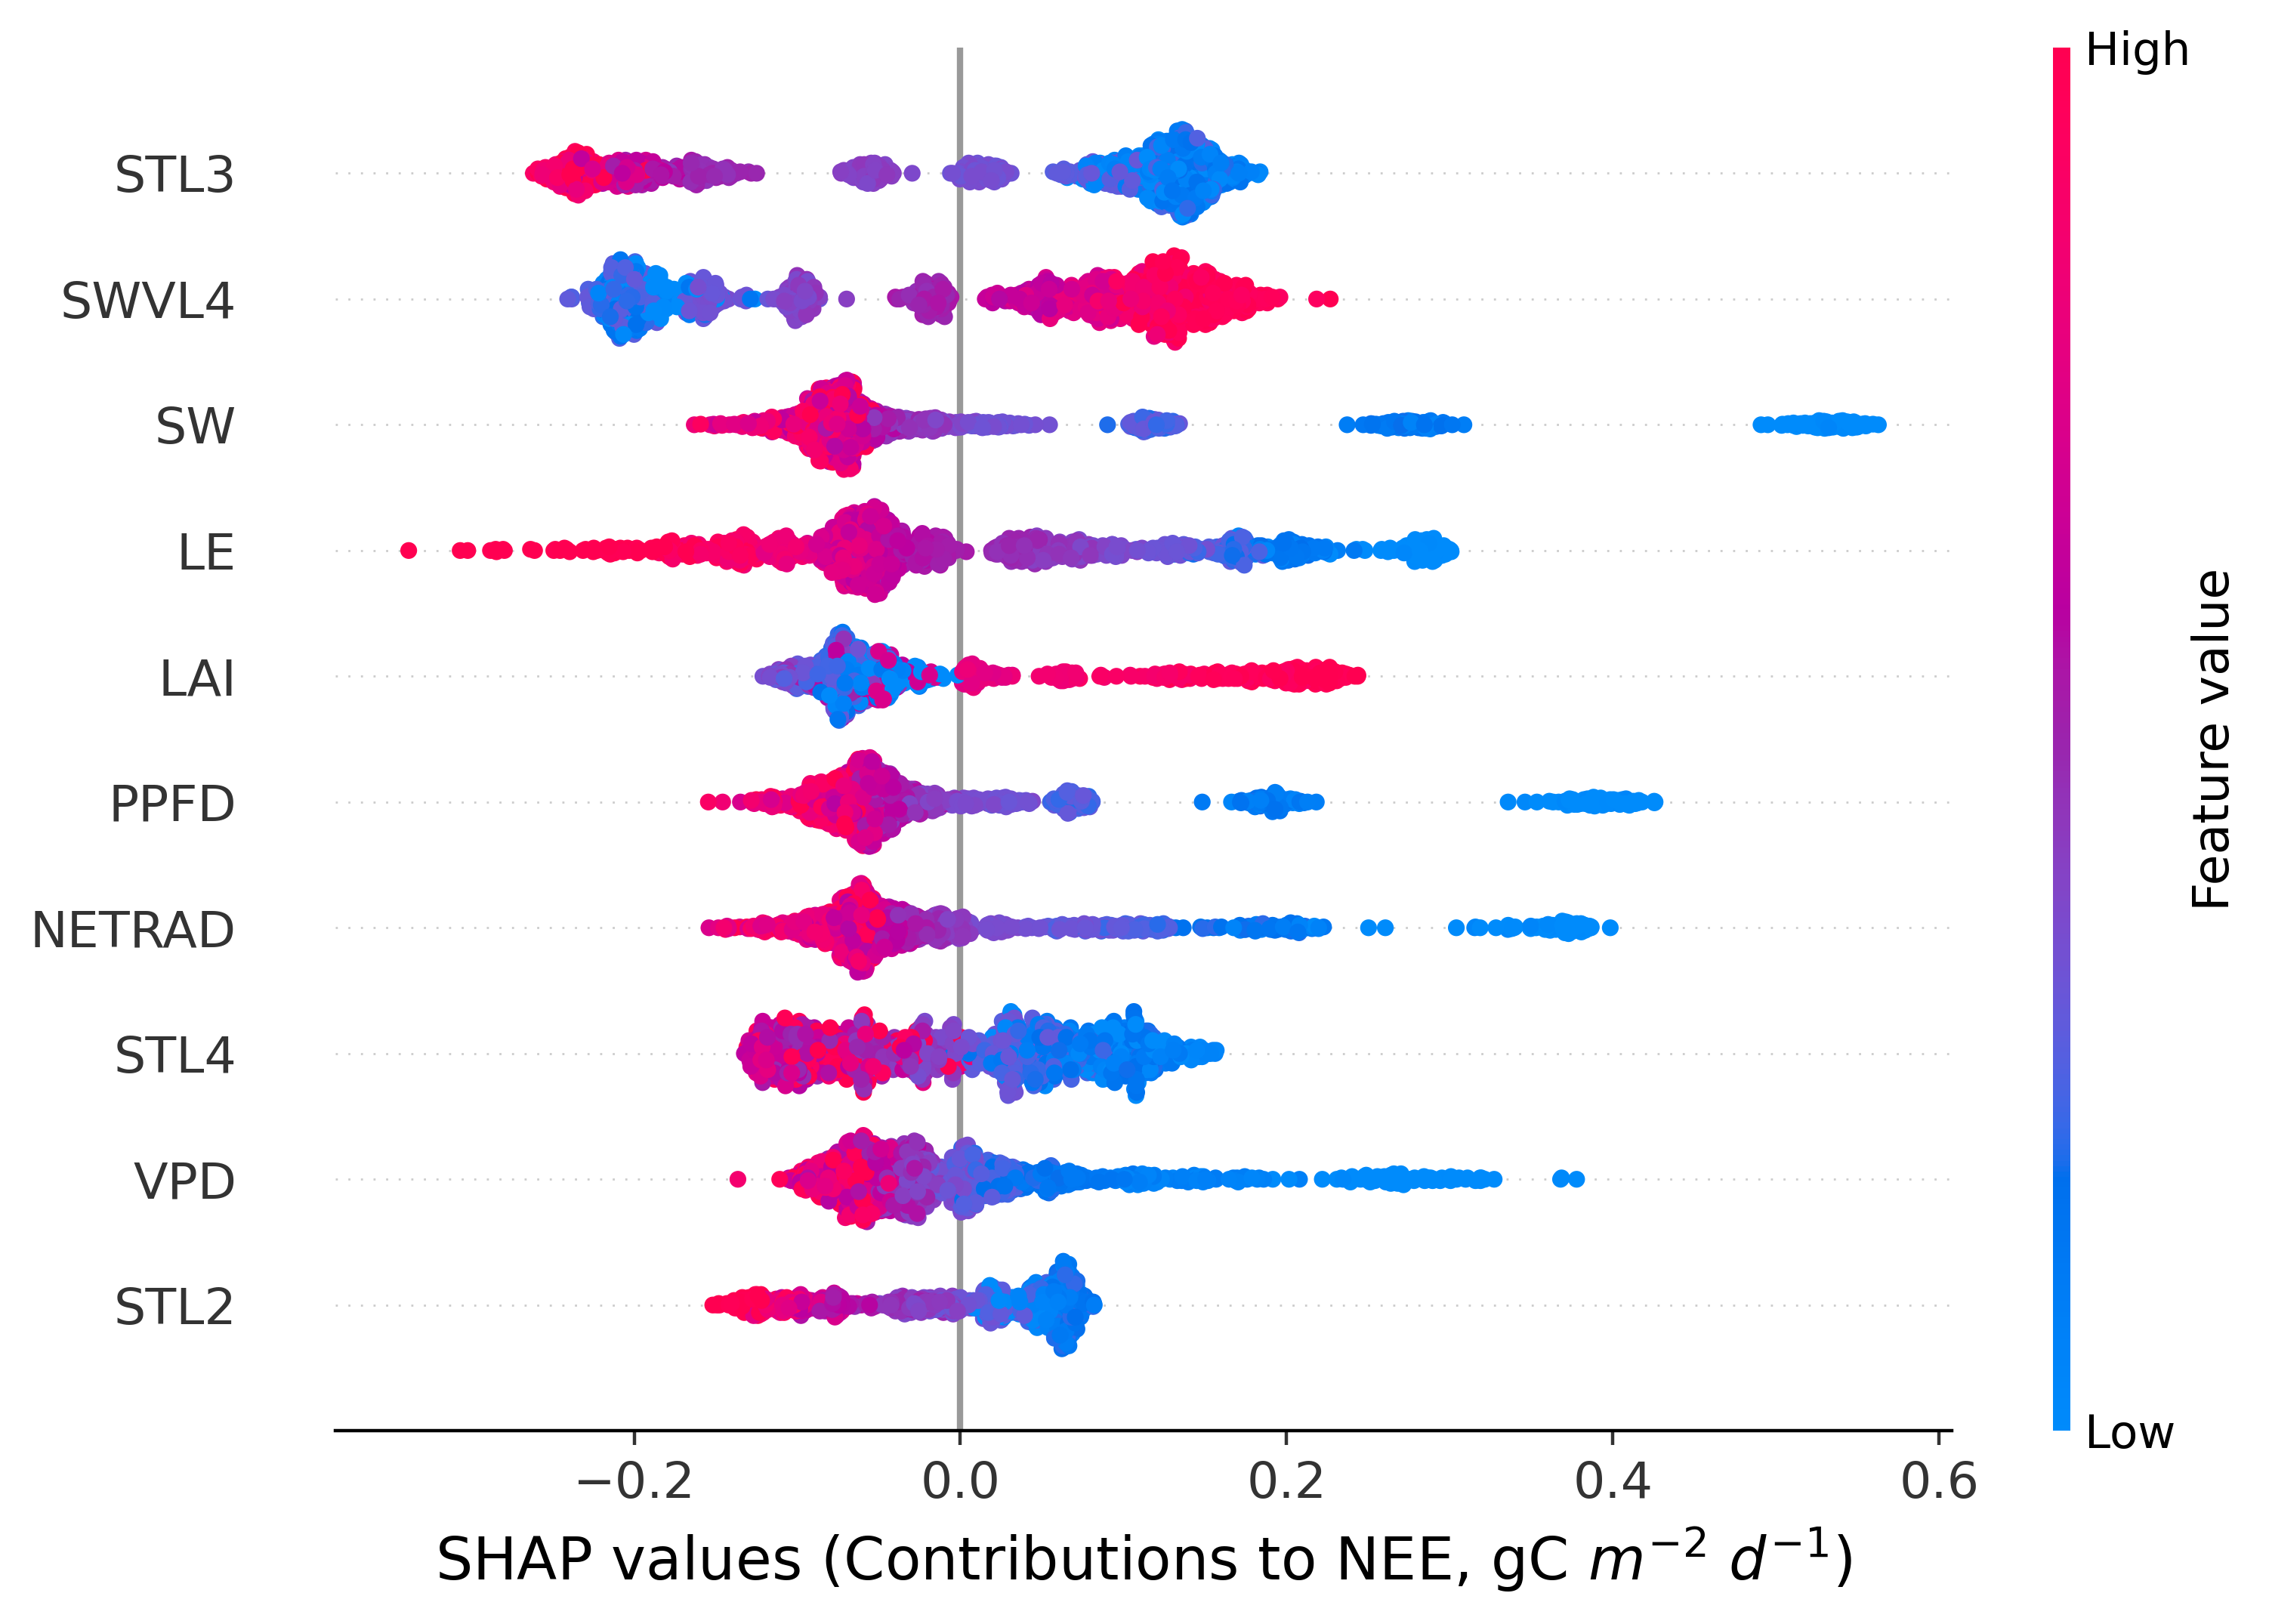 High
STL3
SWVL4
SW
LE
LAI
PPFD
NETRAD
STL4
VPD
STL2
Feature value
Low
−0.2 0.0 0.2 0.4 0.6
SHAP values (Contributions to NEE, gC m⁻² d⁻¹)